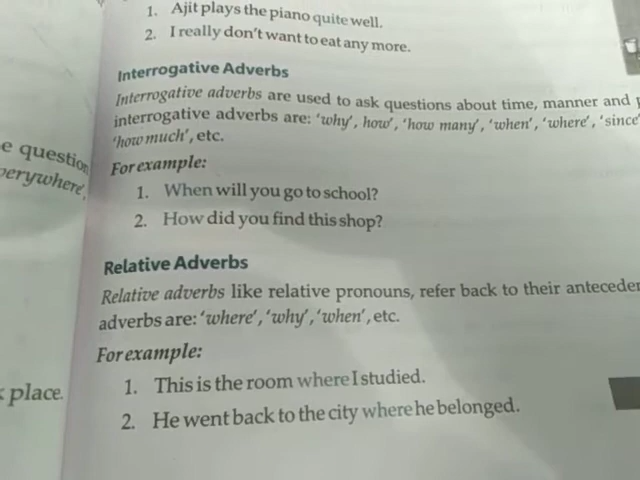 1. Ajit plays the piano quite well.
2. I really don't want to eat any more.
Interrogative Adverbs
Interrogative adverbs are used to ask questions about time, manner and
interrogative adverbs are: 'why', how', 'how many', 'when', 'where', 'since'
'how much', etc.
For example:
1. When will you go to school?
2. How did you find this shop?
Relative Adverbs
Relative adverbs like relative pronouns, refer back to their
adverbs are: 'where', 'why', 'when', etc.
For example:
1. This is the room where I studied.
2. He went back to the city where he belonged.
e question
verywhere,
place.